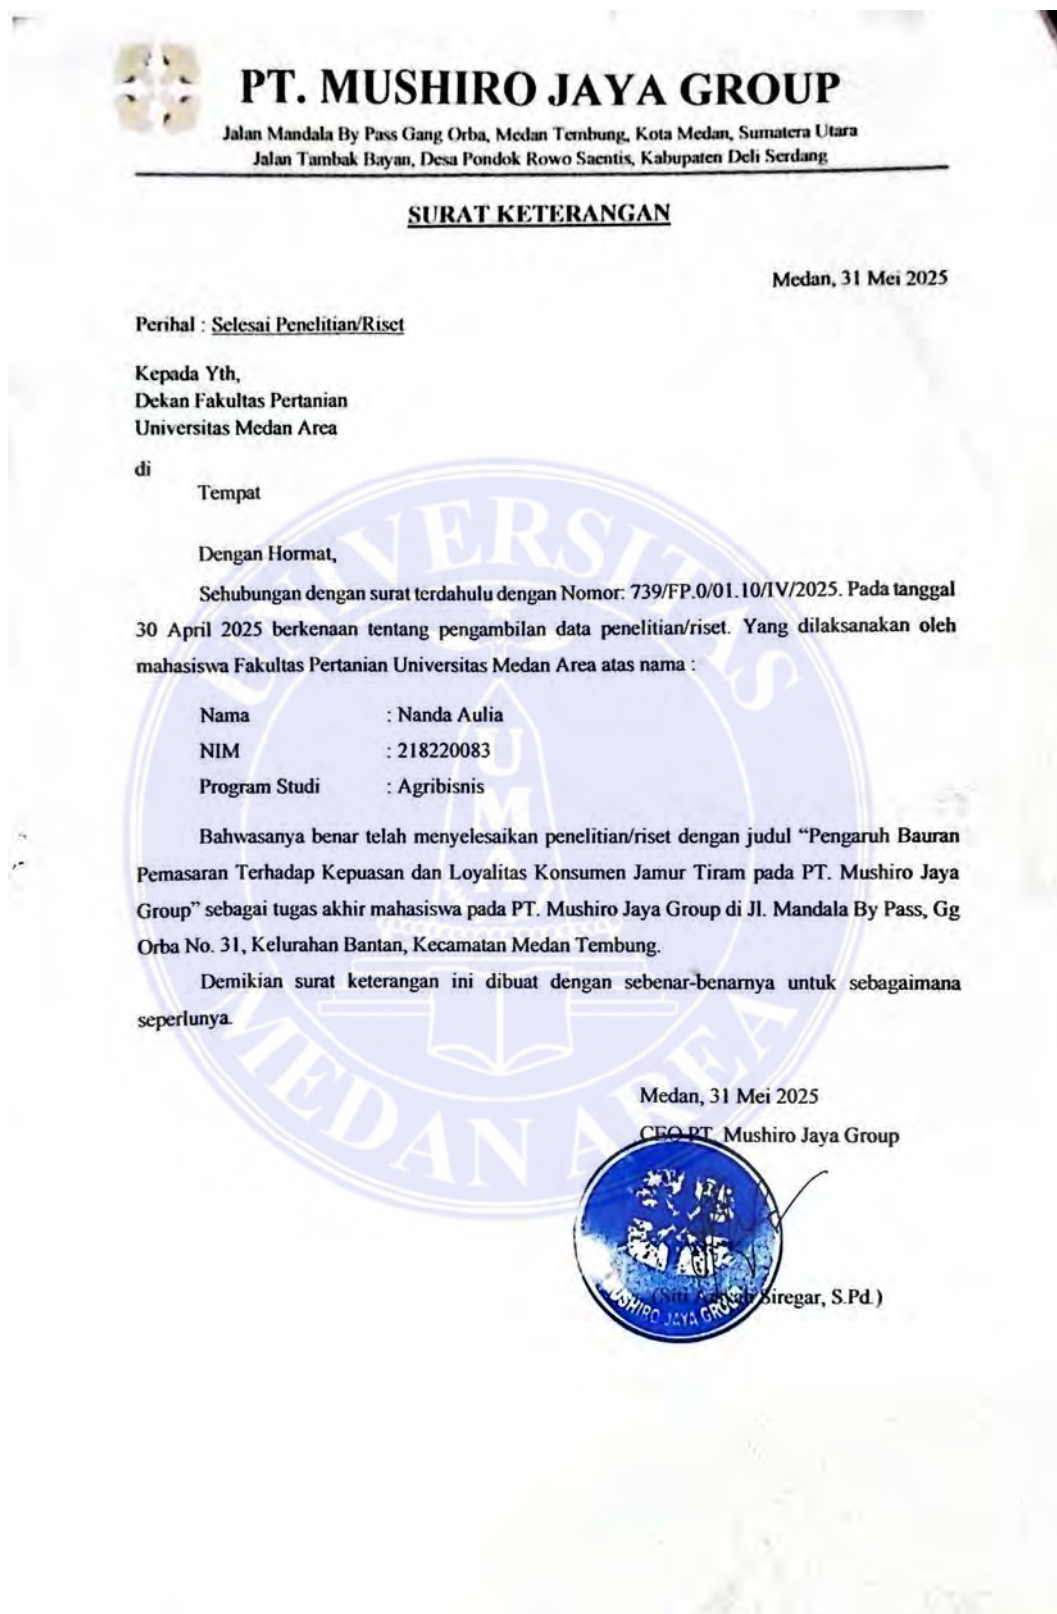 PT. MUSHIRO JAYA GROUP
Jalan Mandala By Pass Gang Orba, Medan Tembung, Kota Medan, Sumatera Utara
Jalan Tambak Bayan, Desa Pondok Rowo Saentis, Kabupaten Deli Serdang
SURAT KETERANGAN
Medan, 31 Mei 2025
Perihal : Selesai Penelitian/Riset
Kepada Yth,
Dekan Fakultas Pertanian
Universitas Medan Area
di
Tempat
Dengan Hormat,
Sehubungan dengan surat terdahulu dengan Nomor: 739/FP.0/01.10/IV/2025. Pada tanggal
30 April 2025 berkenaan tentang pengambilan data penelitian/riset. Yang dilaksanakan oleh
mahasiswa Fakultas Pertanian Universitas Medan Area atas nama :
Nama : Nanda Aulia
NIM : 218220083
Program Studi : Agribisnis
Bahwasanya benar telah menyelesaikan penelitian/riset dengan judul “Pengaruh Bauran
Pemasaran Terhadap Kepuasan dan Loyalitas Konsumen Jamur Tiram pada PT. Mushiro Jaya
Group” sebagai tugas akhir mahasiswa pada PT. Mushiro Jaya Group di Jl. Mandala By Pass, Gg
Orba No. 31, Kelurahan Bantan, Kecamatan Medan Tembung.
Demikian surat keterangan ini dibuat dengan sebenar-benarnya untuk sebagaimana
seperlunya.
Medan, 31 Mei 2025
CEO PT. Mushiro Jaya Group
(Siti Siregar, S.Pd.)
MUSHIRO JAYA GROUP
UNIVERSITAS
MEDAN AREA
UMA